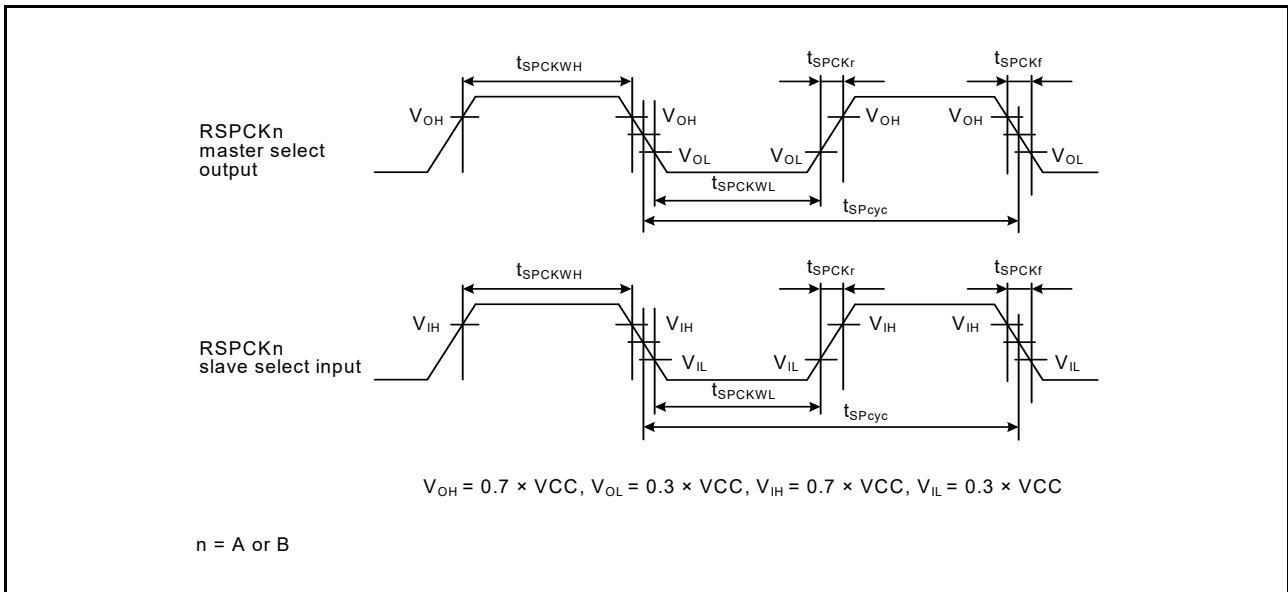 tSPCKWH
tSPCKr
tSPCKf
VOH
VOH
VOH
VOH
RSPCKn
master select
output
VOL
VOL
VOL
tSPCKWL
tSPcyc
tSPCKWH
tSPCKr
tSPCKf
VIH
VIH
VIH
VIH
RSPCKn
slave select input
VIL
VIL
VIL
tSPCKWL
tSPcyc
VOH = 0.7 × VCC, VOL = 0.3 × VCC, VIH = 0.7 × VCC, VIL = 0.3 × VCC
n = A or B